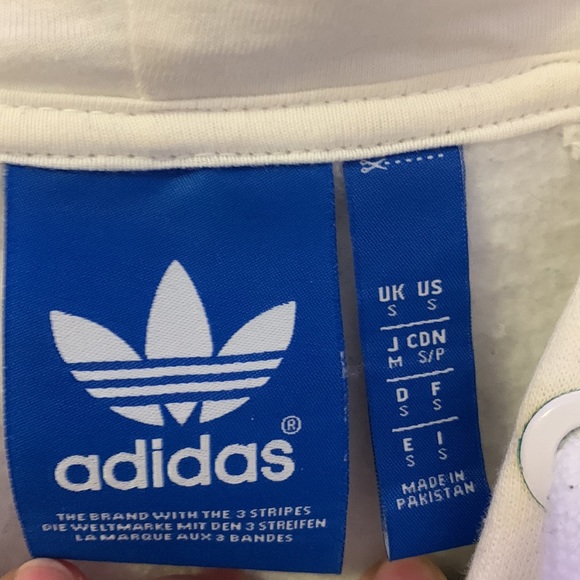 adidas®
THE BRAND WITH THE 3 STRIPES
DIE WELTMARKE MIT DEN 3 STREIFEN
LA MARQUE AUX 3 BANDES
UK US
S S
J CDN
M S/P
D F
S S
E I
S S
MADE IN
PAKISTAN